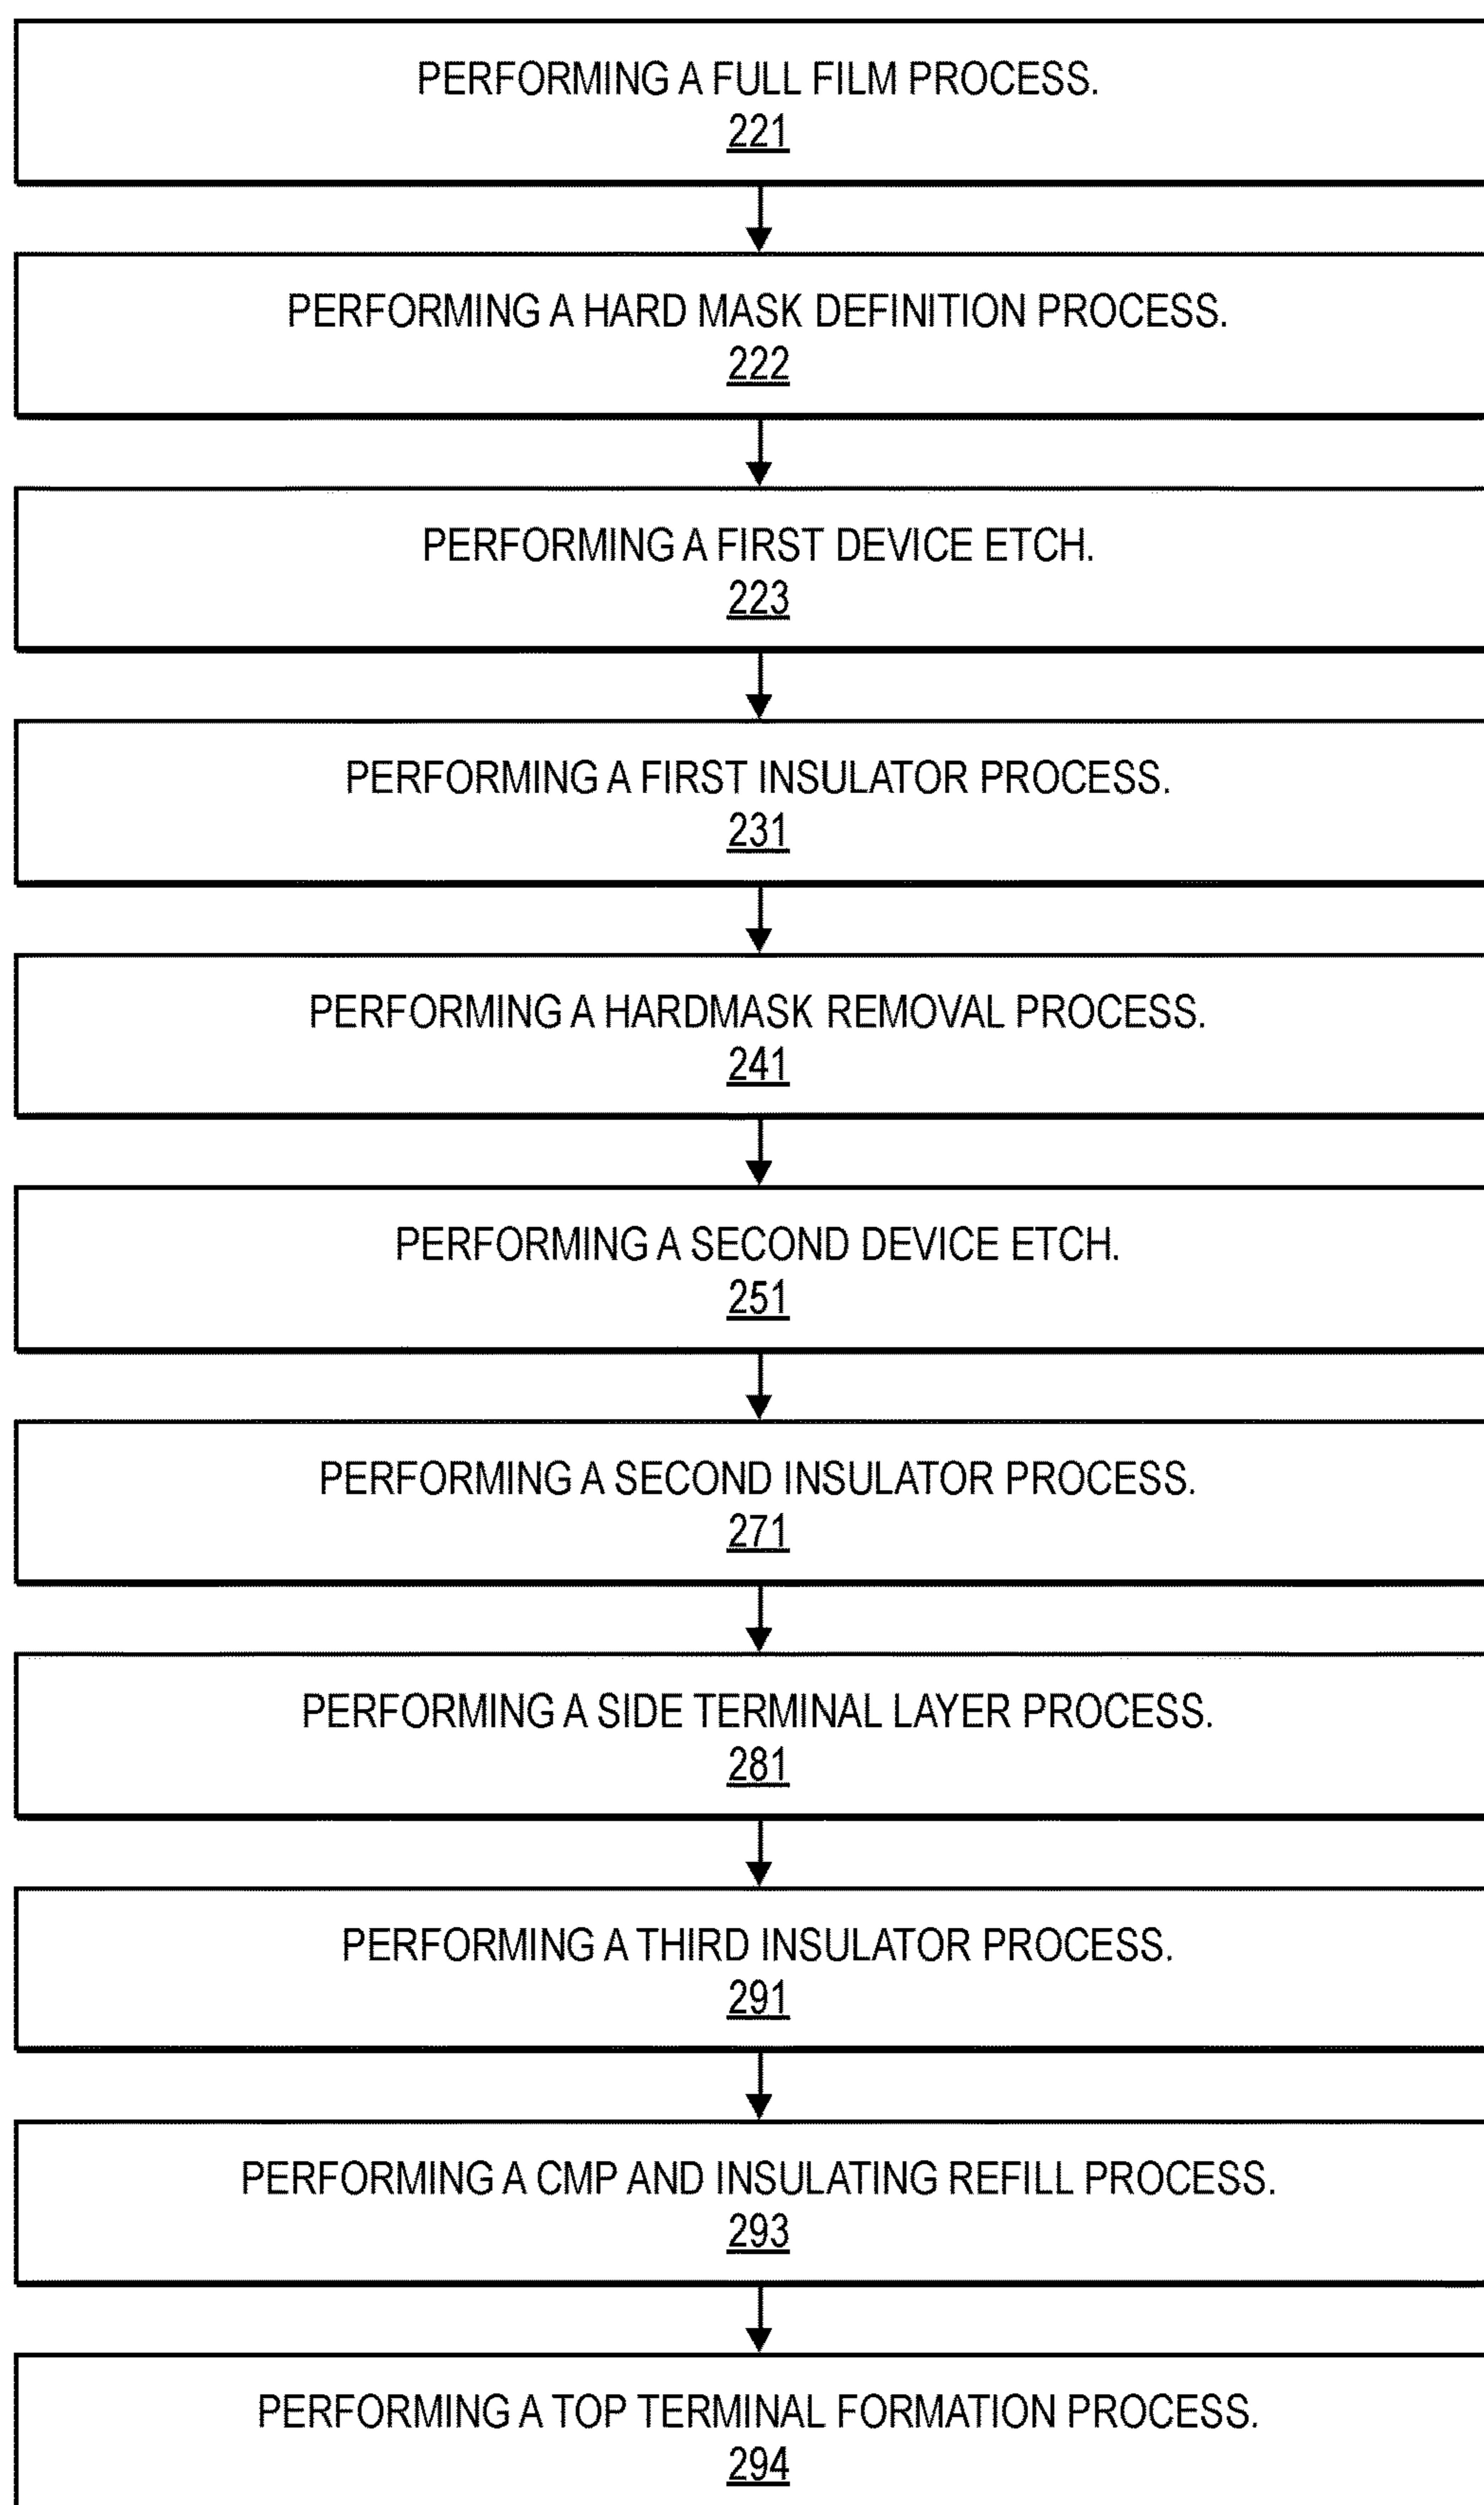 PERFORMING A FULL FILM PROCESS.
221
PERFORMING A HARD MASK DEFINITION PROCESS.
222
PERFORMING A FIRST DEVICE ETCH.
223
PERFORMING A FIRST INSULATOR PROCESS.
231
PERFORMING A HARDMASK REMOVAL PROCESS.
241
PERFORMING A SECOND DEVICE ETCH.
251
PERFORMING A SECOND INSULATOR PROCESS.
271
PERFORMING A SIDE TERMINAL LAYER PROCESS.
281
PERFORMING A THIRD INSULATOR PROCESS.
291
PERFORMING A CMP AND INSULATING REFILL PROCESS.
293
PERFORMING A TOP TERMINAL FORMATION PROCESS.
294